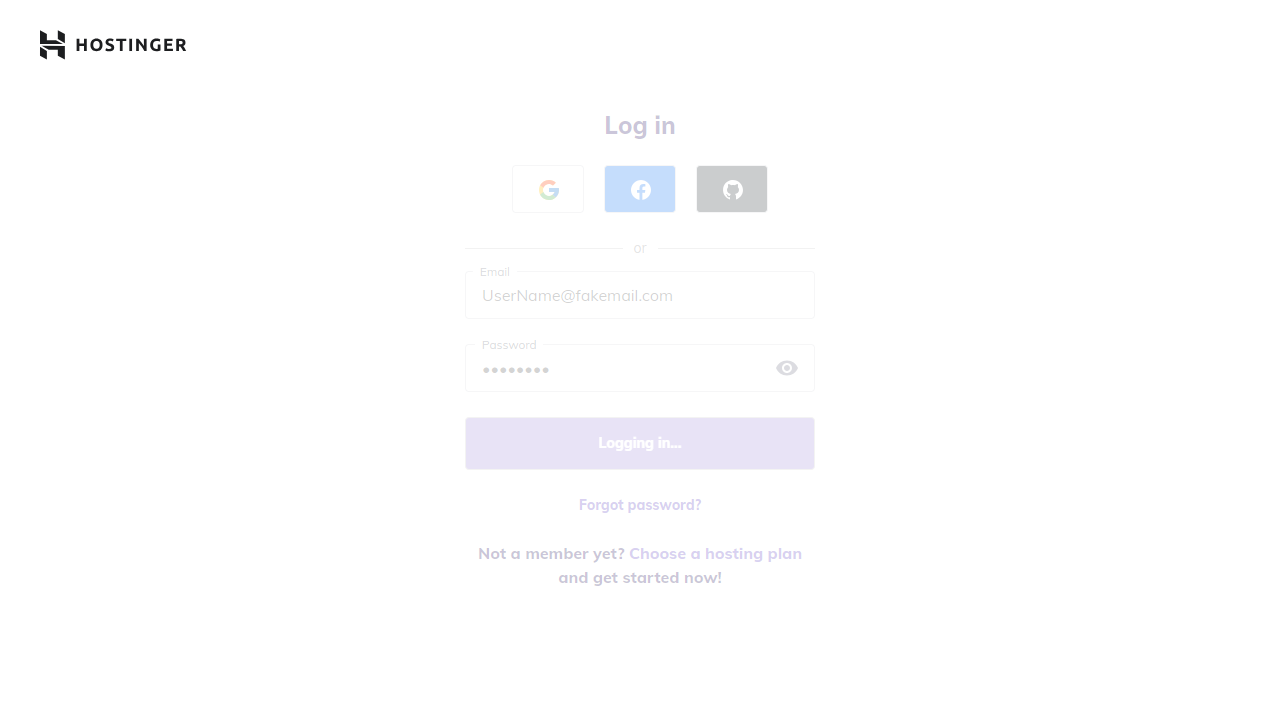 HOSTINGER
Log in
or
Email
UserName@fakemail.com
Password
••••••••
Logging in...
Forgot password?
Not a member yet? Choose a hosting plan
and get started now!